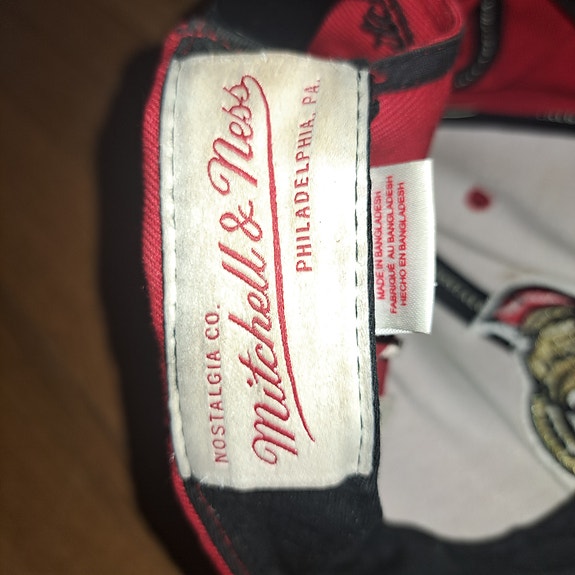 NOSTALGIA CO.
Mitchell & Ness
PHILADELPHIA, PA.
MADE IN BANGLADESH
FABRIQUÉ AU BANGLADESH
HECHO EN BANGLADESH